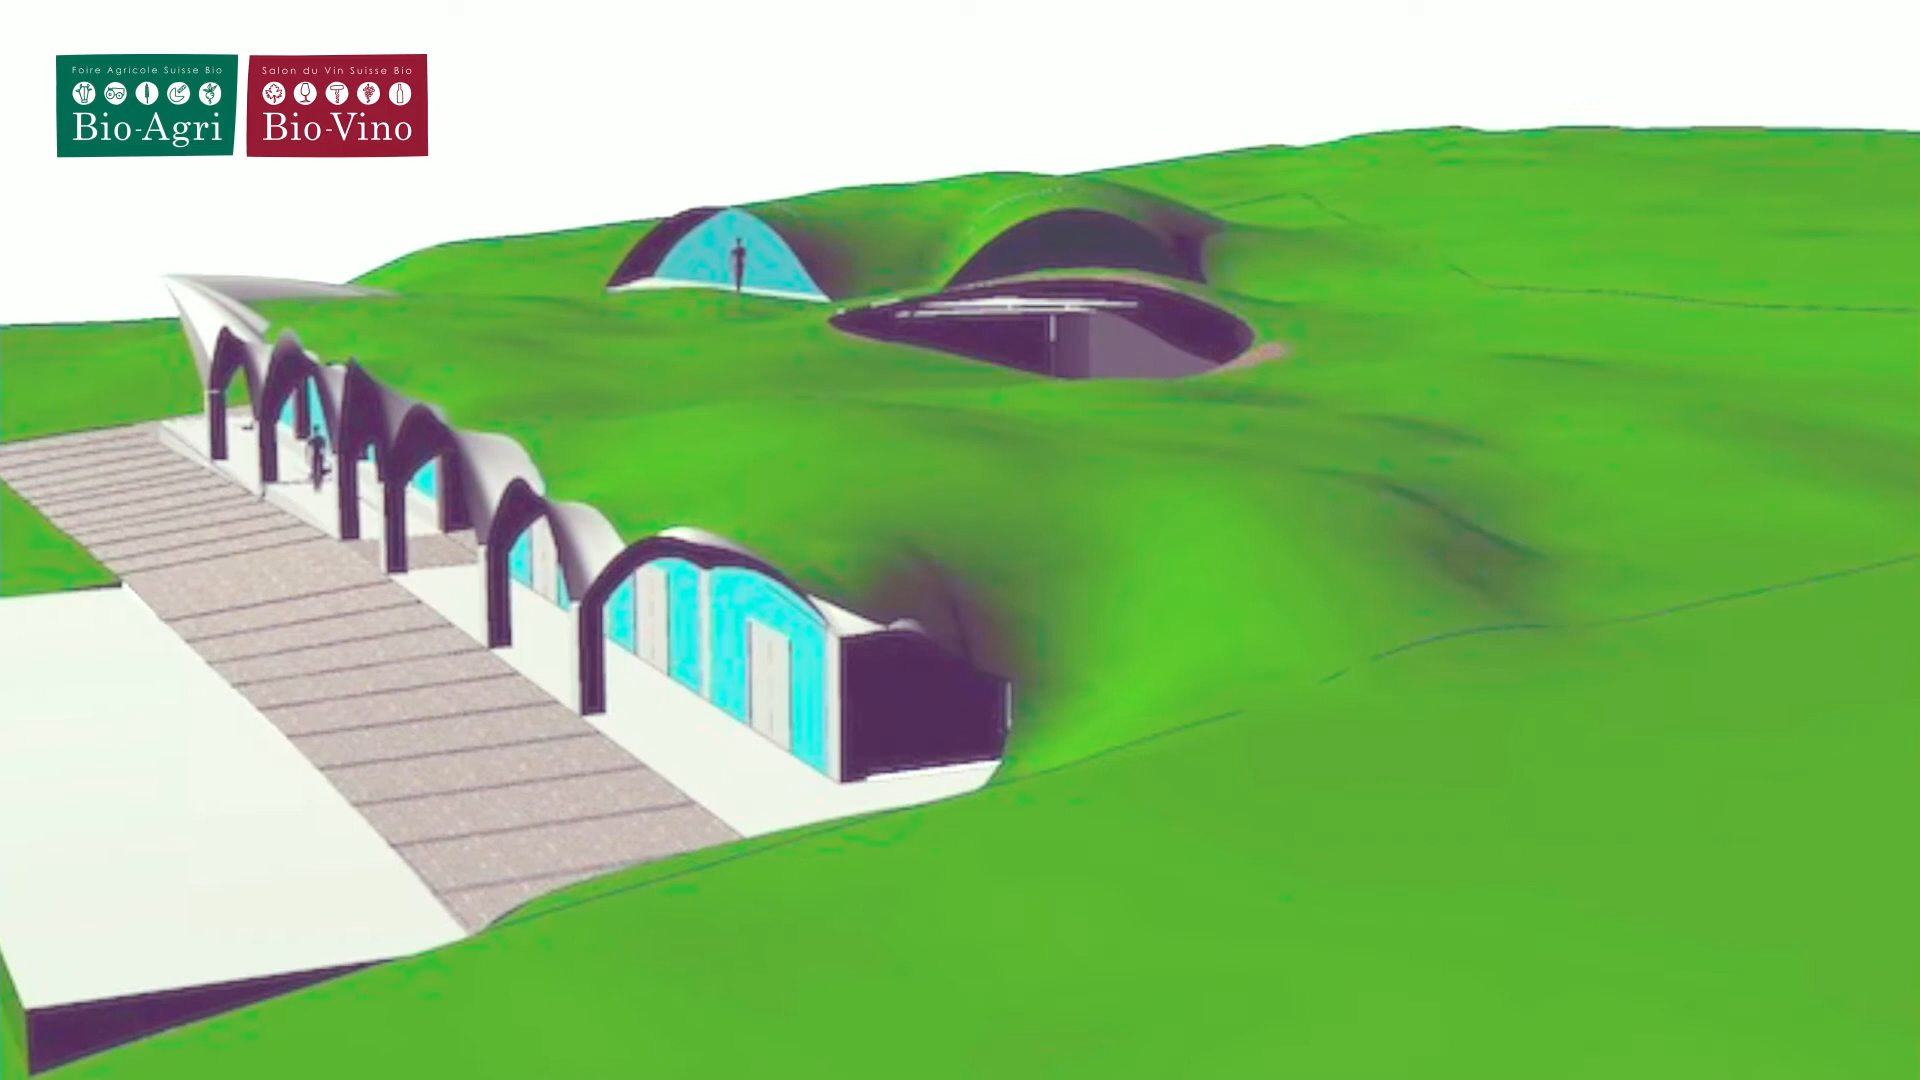 Foire Agricole Suisse Bio
Bio-Agri
Salon du Vin Suisse Bio
Bio-Vino